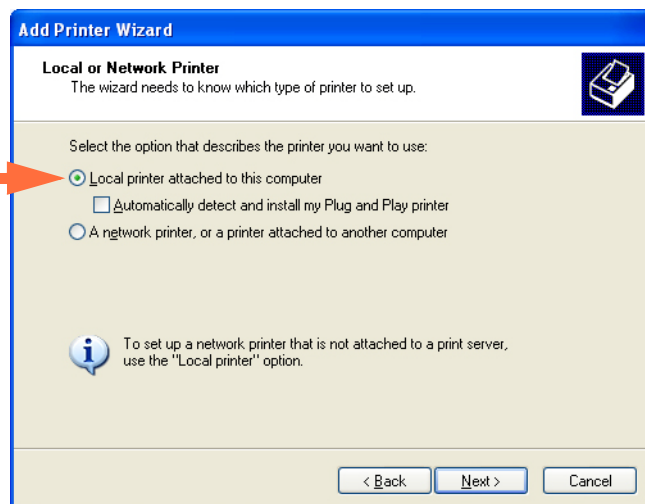 Add Printer Wizard
Local or Network Printer
The wizard needs to know which type of printer to set up.
Select the option that describes the printer you want to use:
Local printer attached to this computer
Automatically detect and install my Plug and Play printer
A network printer, or a printer attached to another computer
To set up a network printer that is not attached to a print server,
use the "Local printer" option.
< Back Next > Cancel